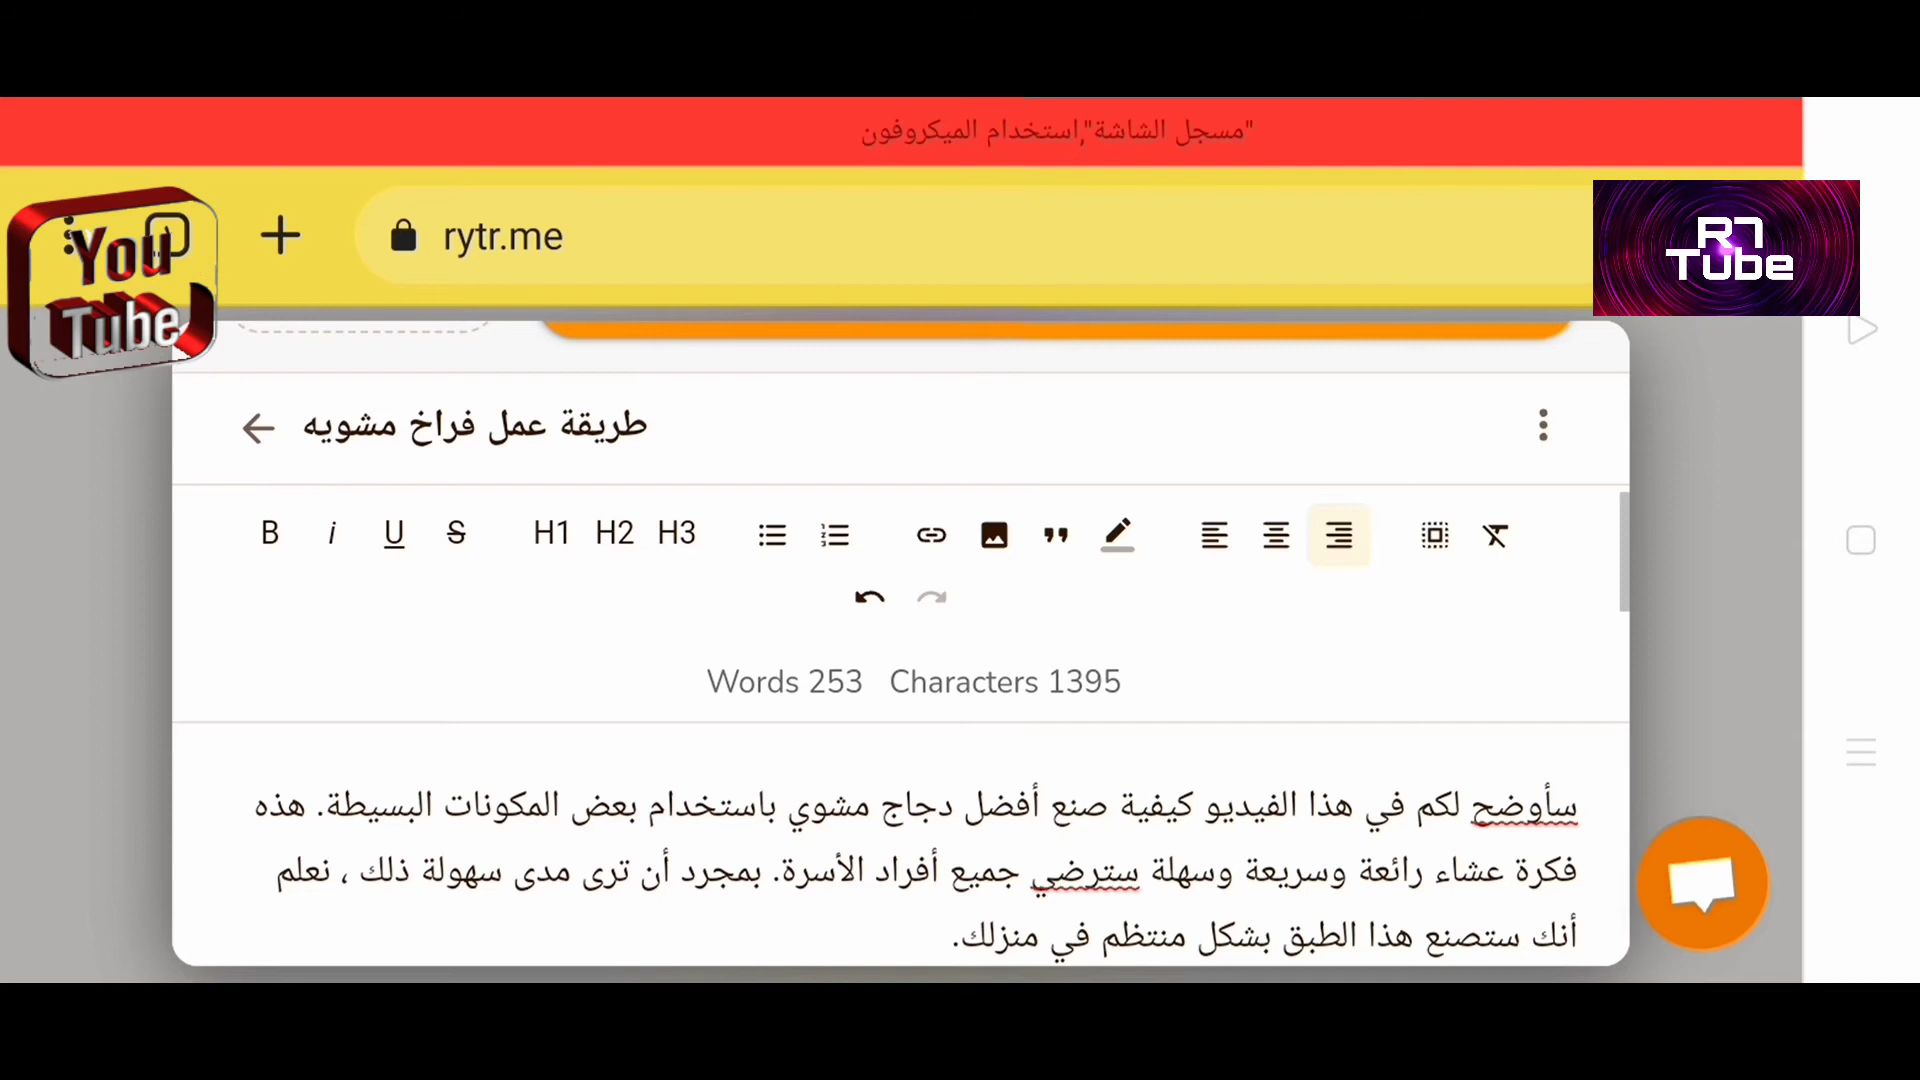 "مسجل الشاشة",استخدام الميكروفون
You
Tube
rytr.me
R7
Tube
طريقة عمل فراخ مشويه
B i U S H1 H2 H3
Words 253 Characters 1395
سأوضح لكم في هذا الفيديو كيفية صنع أفضل دجاج مشوي باستخدام بعض المكونات البسيطة. هذه
فكرة عشاء رائعة وسريعة وسهلة سترضي جميع أفراد الأسرة. بمجرد أن ترى مدى سهولة ذلك ، نعلم
أنك ستصنع هذا الطبق بشكل منتظم في منزلك.